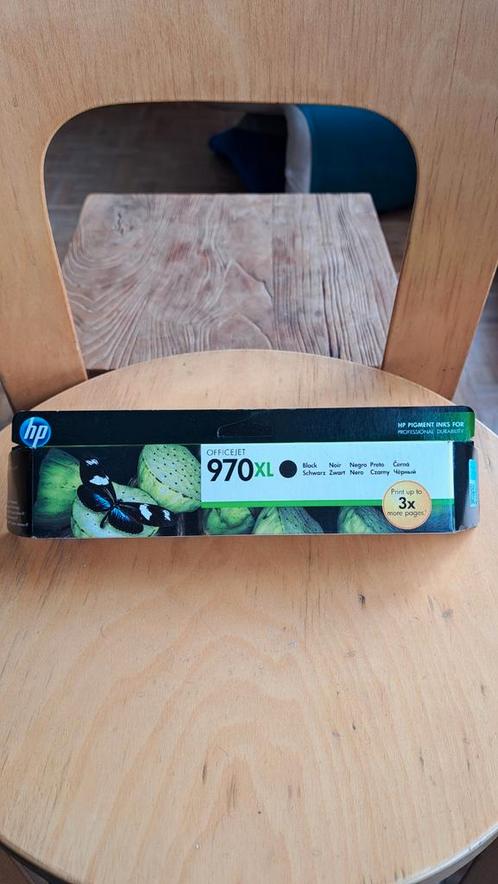 hp
HP PIGMENT INKS FOR
PROFESSIONAL DURABILITY
OFFICEJET
970XL
Black Noir Negro Preto Černá
Schwarz Zwart Nero Czarny Чёрный
Print up to
3x
more pages*